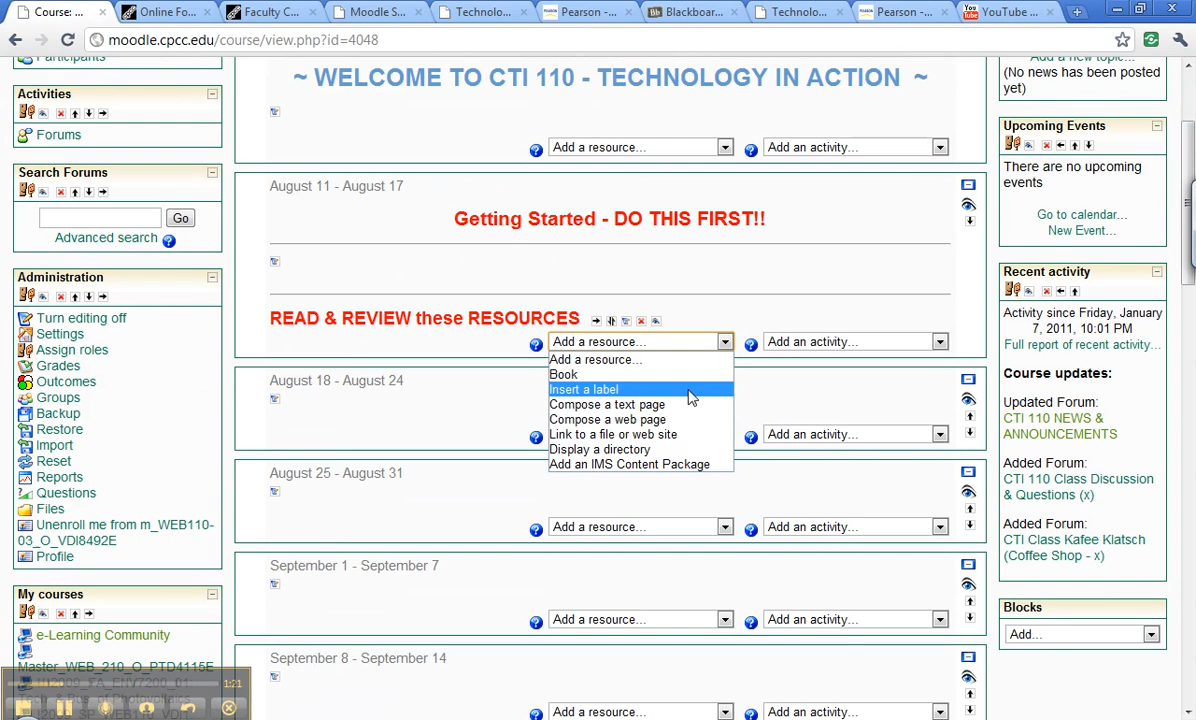 Course: ...
Online Fo...
Faculty C...
Moodle S...
Technolo...
Pearson -...
Blackboar...
Technolo...
Pearson -...
YouTube ...
moodle.cpcc.edu/course/view.php?id=4048
Participants
Activities
Forums
Search Forums
Go
Advanced search
Administration
Turn editing off
Settings
Assign roles
Grades
Outcomes
Groups
Backup
Restore
Import
Reset
Reports
Questions
Files
Unenroll me from m_WEB110-
03_O_VDI8492E
Profile
My courses
e-Learning Community
Master_WEB_210_O_PTD4115E
1:21
~ WELCOME TO CTI 110 - TECHNOLOGY IN ACTION ~
Add a resource...
Add an activity...
August 11 - August 17
Getting Started - DO THIS FIRST!!
READ & REVIEW these RESOURCES
Add a resource...
Add an activity...
Add a resource...
Book
Insert a label
Compose a text page
Compose a web page
Link to a file or web site
Display a directory
Add an IMS Content Package
August 18 - August 24
Add an activity...
August 25 - August 31
Add a resource...
Add an activity...
September 1 - September 7
Add a resource...
Add an activity...
September 8 - September 14
Add a resource...
Add an activity...
Add a new topic...
(No news has been posted
yet)
Upcoming Events
There are no upcoming
events
Go to calendar...
New Event...
Recent activity
Activity since Friday, January
7, 2011, 10:01 PM
Full report of recent activity...
Course updates:
Updated Forum:
CTI 110 NEWS &
ANNOUNCEMENTS
Added Forum:
CTI 110 Class Discussion
& Questions (x)
Added Forum:
CTI Class Kafee Klatsch
(Coffee Shop - x)
Blocks
Add...